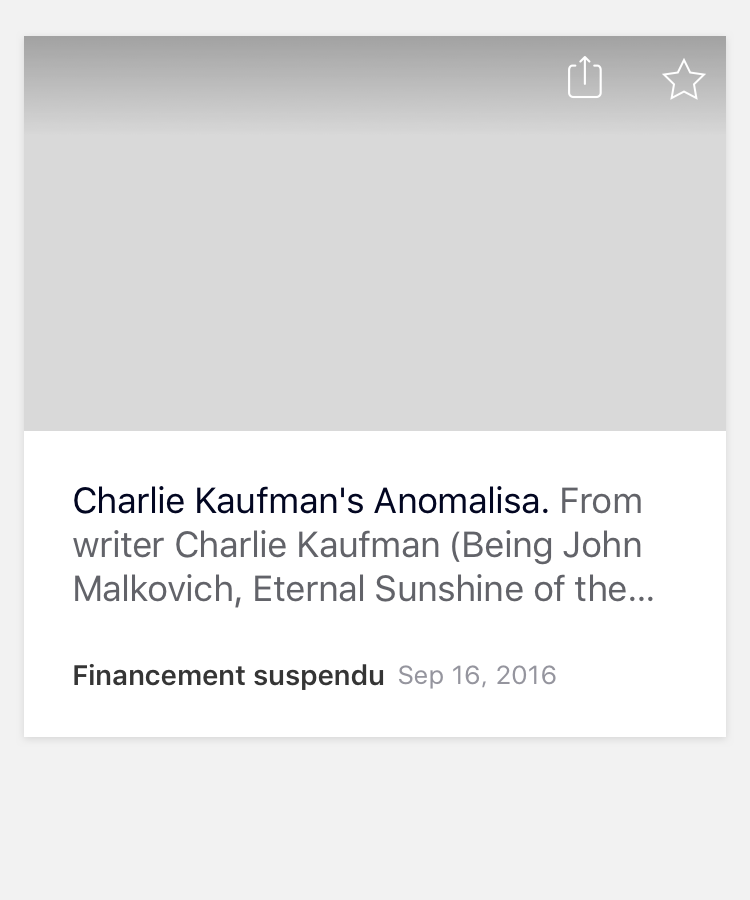 Charlie Kaufman's Anomalisa. From
writer Charlie Kaufman (Being John
Malkovich, Eternal Sunshine of the...
Financement suspendu Sep 16, 2016